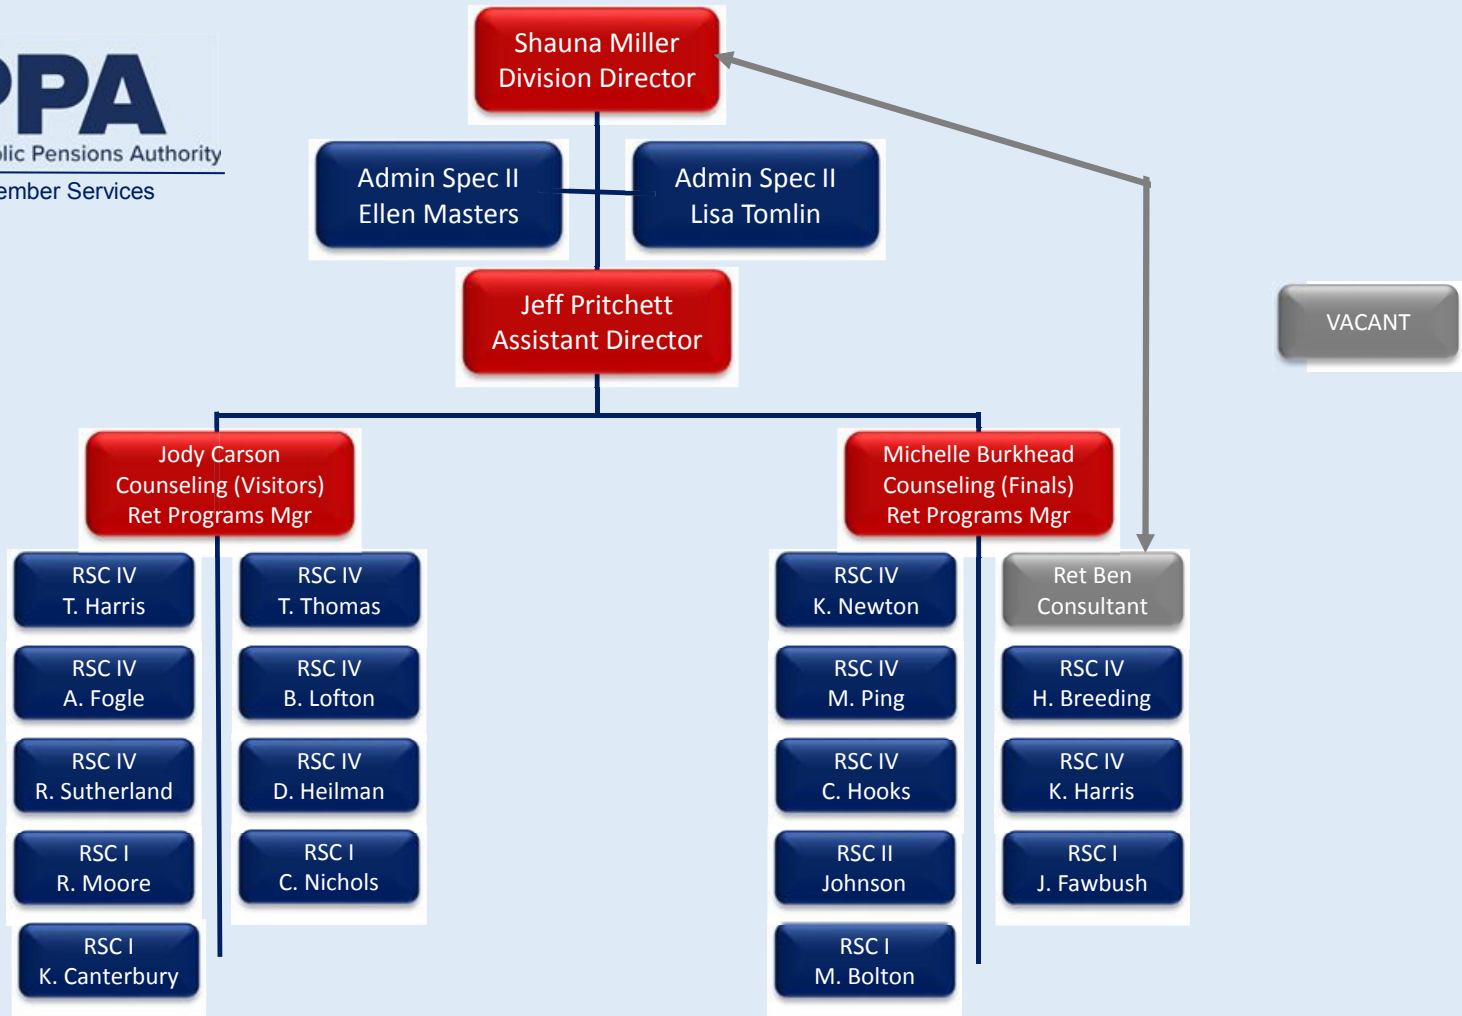 Shauna Miller
Division Director
PPA
Pensions Authority
Services
Admin Spec II
Ellen Masters
Admin Spec II
Lisa Tomlin
Jeff Pritchett
Assistant Director
VACANT
Jody Carson
Counseling (Visitors)
Ret Programs Mgr
RSC IV
T. Harris
RSC IV
T. Thomas
RSC IV
A. Fogle
RSC IV
B. Lofton
RSC IV
R. Sutherland
RSC IV
D. Heilman
RSC I
R. Moore
RSC I
C. Nichols
RSC I
K. Canterbury
Michelle Burkhead
Counseling (Finals)
Ret Programs Mgr
RSC IV
K. Newton
Ret Ben
Consultant
RSC IV
M. Ping
RSC IV
H. Breeding
RSC IV
C. Hooks
RSC IV
K. Harris
RSC II
Johnson
RSC I
J. Fawbush
RSC I
M. Bolton